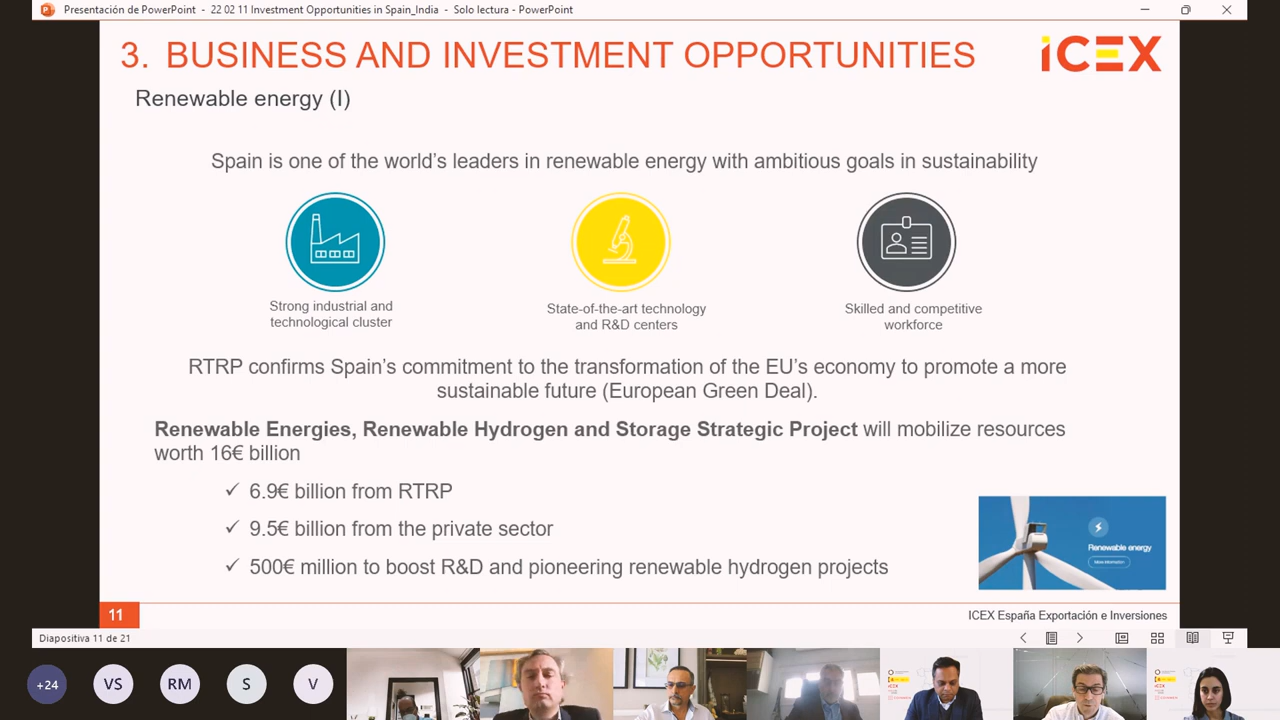 Presentación de PowerPoint - 22 02 11 Investment Opportunities in Spain_India - Solo lectura - PowerPoint
3. BUSINESS AND INVESTMENT OPPORTUNITIES
iCEX
Renewable energy (I)
Spain is one of the world's leaders in renewable energy with ambitious goals in sustainability
Strong industrial and
technological cluster
State-of-the-art technology
and R&D centers
Skilled and competitive
workforce
RTRP confirms Spain's commitment to the transformation of the EU's economy to promote a more
sustainable future (European Green Deal).
Renewable Energies, Renewable Hydrogen and Storage Strategic Project will mobilize resources
worth 16€ billion
✓ 6.9€ billion from RTRP
✓ 9.5€ billion from the private sector
✓ 500€ million to boost R&D and pioneering renewable hydrogen projects
Renewable energy
More information
11
ICEX España Exportación e Inversiones
Diapositiva 11 de 21
+24
VS
RM
S
V
iCEX
iCEX